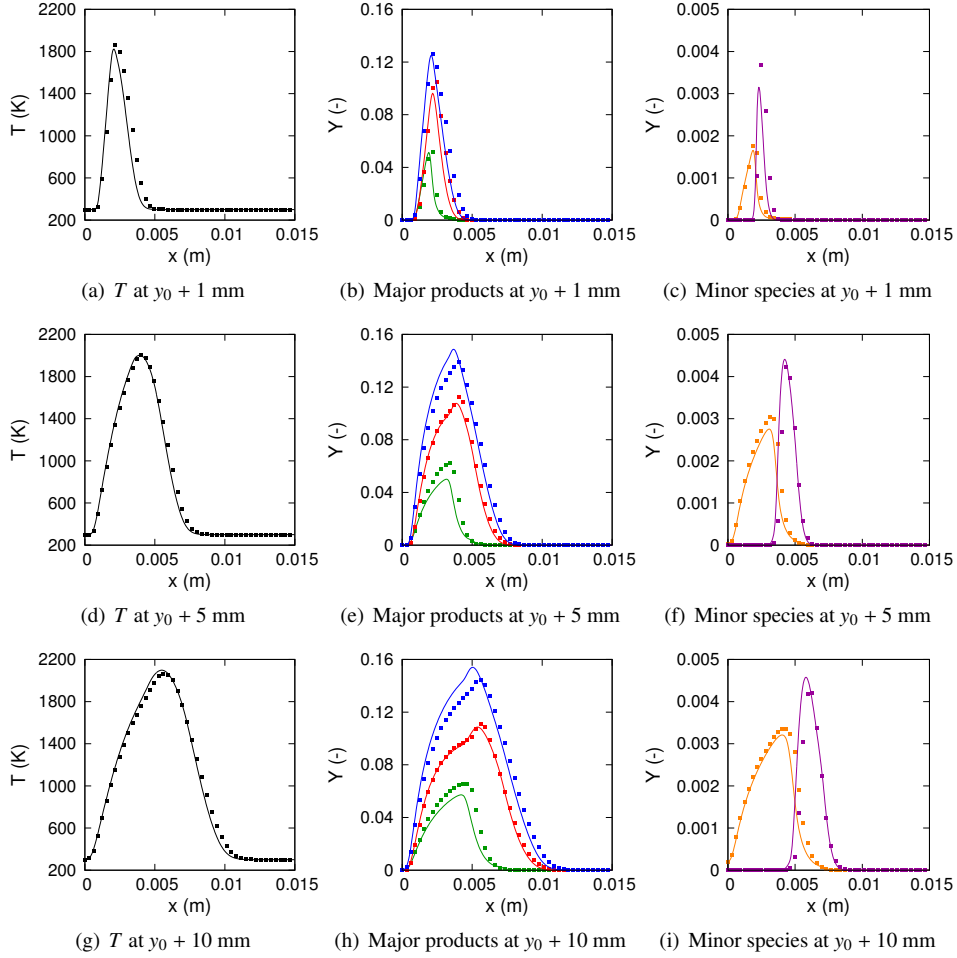 2200
1800
1400
1000
600
200
T (K)
0 0.005 0.01 0.015
x (m)
(a) T at y0 + 1 mm
0.16
0.12
0.08
0.04
0
Y (-)
0 0.005 0.01 0.015
x (m)
(b) Major products at y0 + 1 mm
0.005
0.004
0.003
0.002
0.001
0
Y (-)
0 0.005 0.01 0.015
x (m)
(c) Minor species at y0 + 1 mm
2200
1800
1400
1000
600
200
T (K)
0 0.005 0.01 0.015
x (m)
(d) T at y0 + 5 mm
0.16
0.12
0.08
0.04
0
Y (-)
0 0.005 0.01 0.015
x (m)
(e) Major products at y0 + 5 mm
0.005
0.004
0.003
0.002
0.001
0
Y (-)
0 0.005 0.01 0.015
x (m)
(f) Minor species at y0 + 5 mm
2200
1800
1400
1000
600
200
T (K)
0 0.005 0.01 0.015
x (m)
(g) T at y0 + 10 mm
0.16
0.12
0.08
0.04
0
Y (-)
0 0.005 0.01 0.015
x (m)
(h) Major products at y0 + 10 mm
0.005
0.004
0.003
0.002
0.001
0
Y (-)
0 0.005 0.01 0.015
x (m)
(i) Minor species at y0 + 10 mm